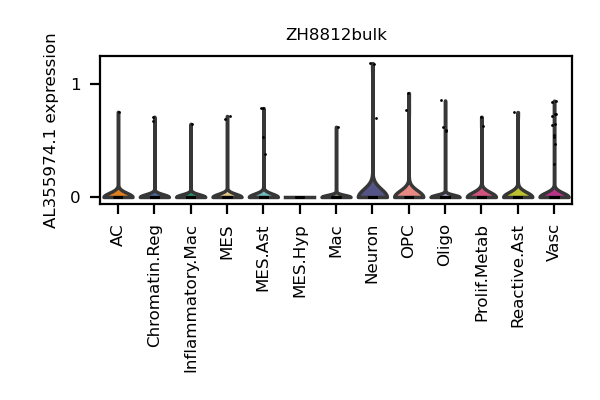 ZH8812bulk
AL355974.1 expression
1
0
AC
Chromatin.Reg
Inflammatory.Mac
MES
MES.Ast
MES.Hyp
Mac
Neuron
OPC
Oligo
Prolif.Metab
Reactive.Ast
Vasc